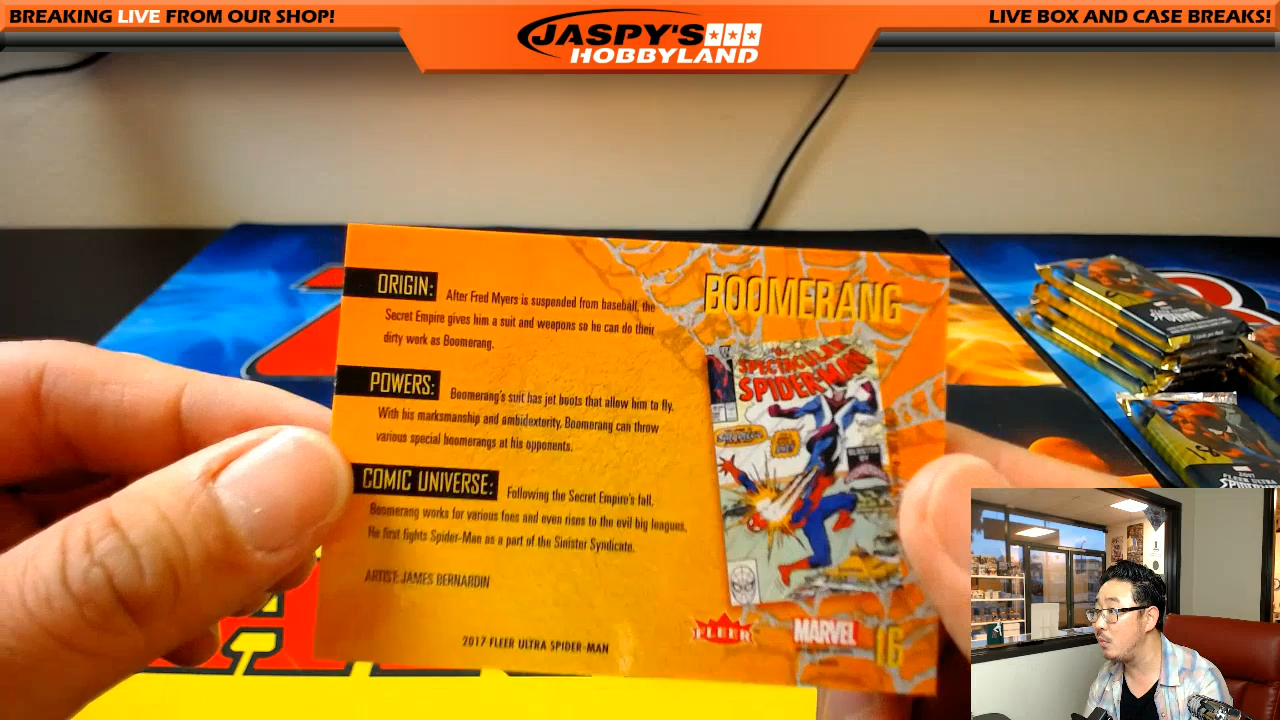 BREAKING LIVE FROM OUR SHOP!
JASPY'S
HOBBYLAND
LIVE BOX AND CASE BREAKS!
ORIGIN: After Fred Myers is suspended from baseball, the
Secret Empire gives him a suit and weapons so he can do their
dirty work as Boomerang.
POWERS: Boomerang's suit has jet boots that allow him to fly.
With his marksmanship and ambidexterity, Boomerang can throw
various special boomerangs at his opponents.
COMIC UNIVERSE: Following the Secret Empire's fall,
Boomerang works for various foes and even rises to the evil big leagues.
He first fights Spider-Man as a part of the Sinister Syndicate.
ARTIST: JAMES BERNARDIN
2017 FLEER ULTRA SPIDER-MAN
BOOMERANG
THE
SPECTACULAR
SPIDER-MAN
FLEER
MARVEL
16
2017
FLEER ULTRA